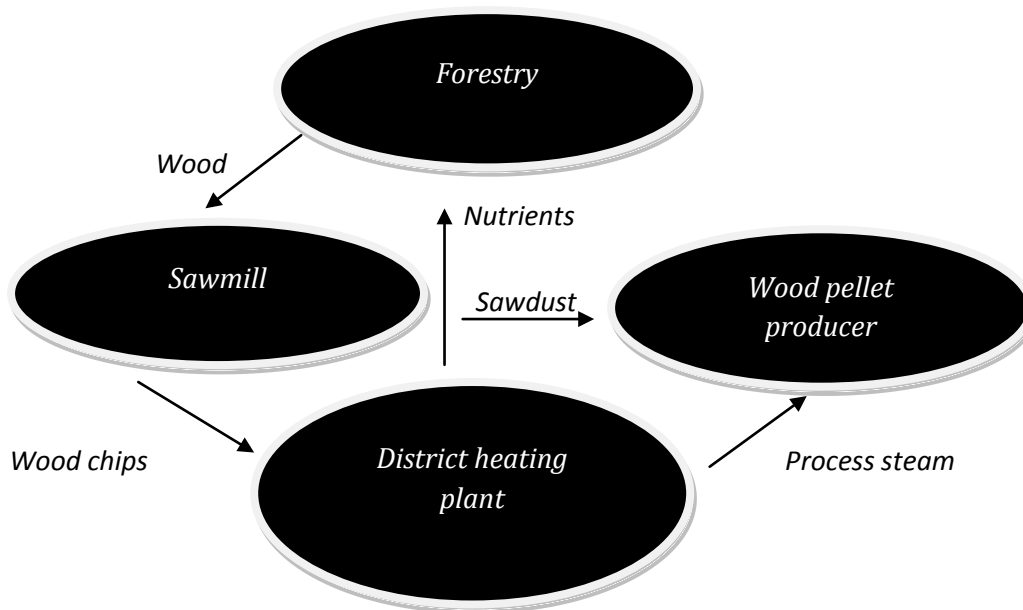 Forestry
Wood
Nutrients
Sawmill
Sawdust
Wood pellet
producer
Wood chips
District heating
plant
Process steam